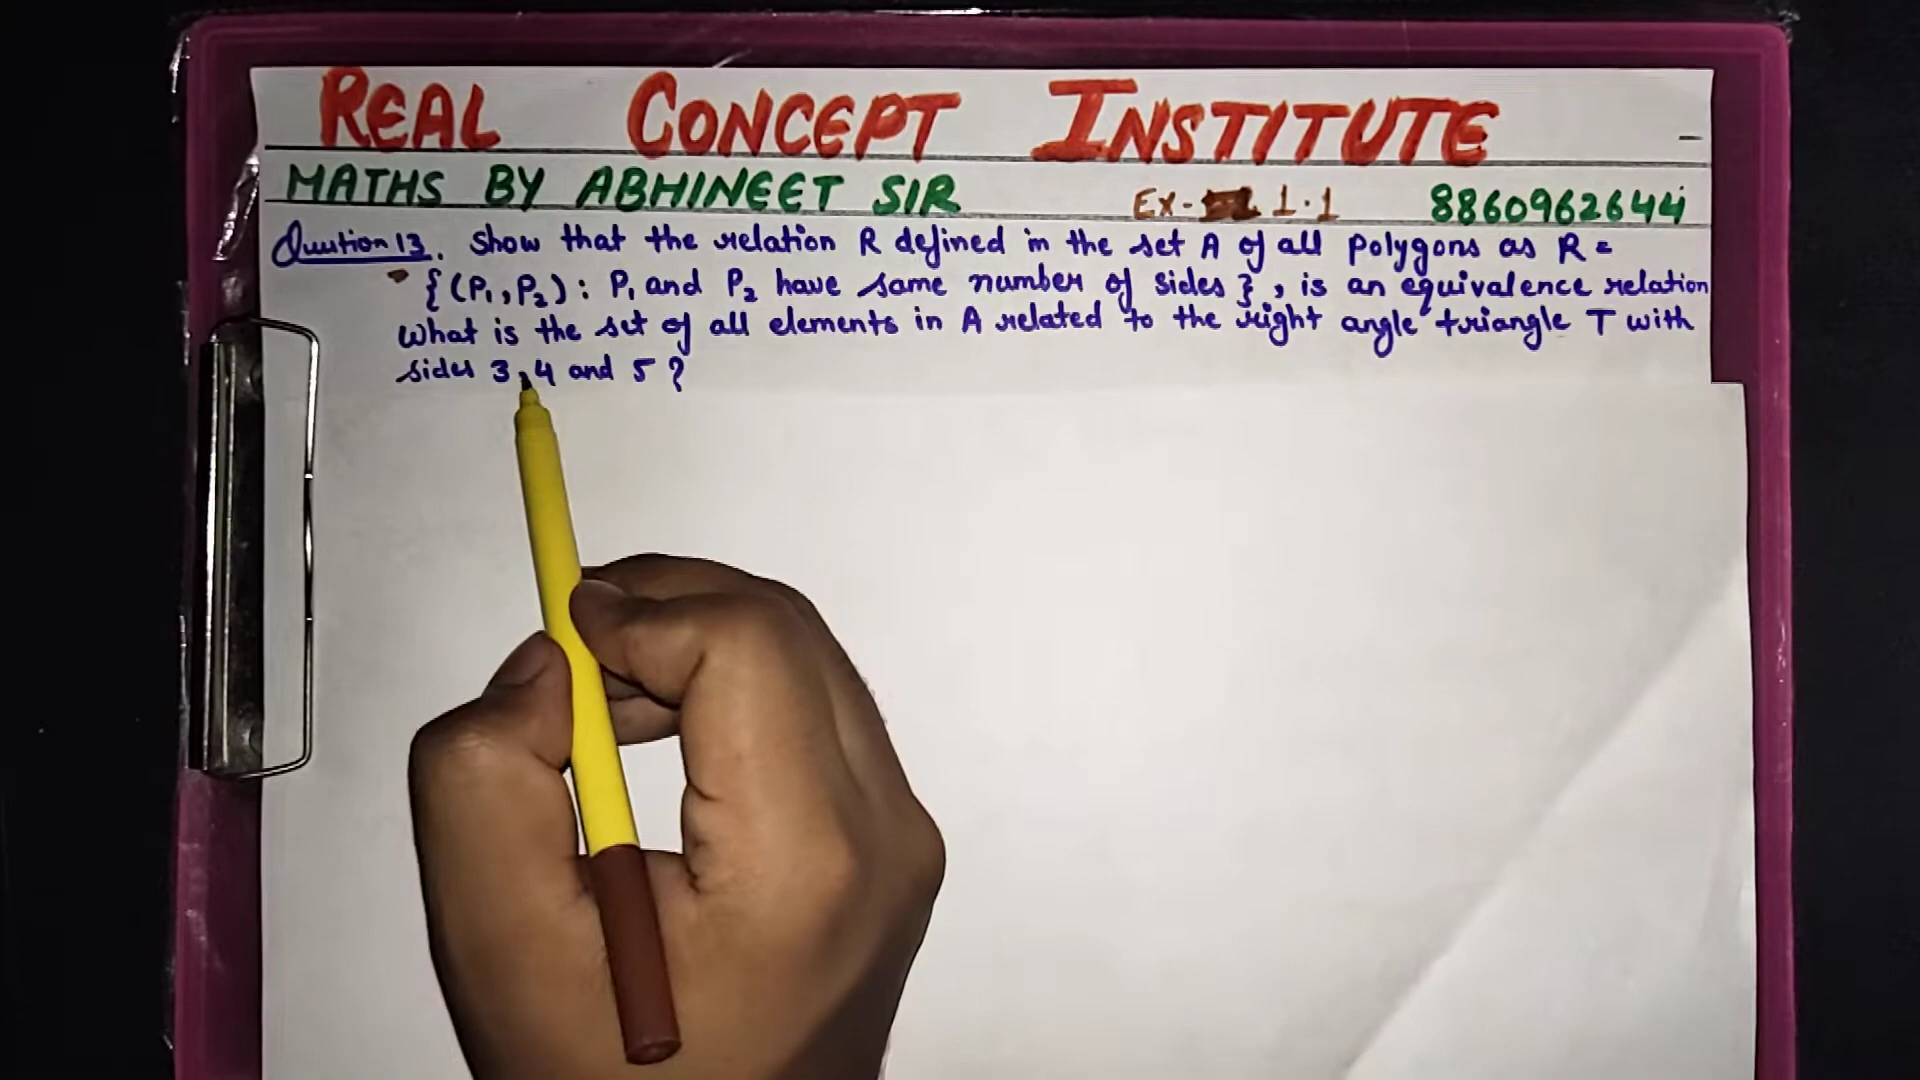 REAL CONCEPT INSTITUTE
MATHS BY ABHINEET SIR EX- 1.1 8860962644
Question 13. Show that the relation R defined in the set A of all polygons as R =
{(P₁, P₂) : P₁ and P₂ have same number of sides}, is an equivalence relation
What is the set of all elements in A related to the right angle triangle T with
sides 3, 4 and 5 ?